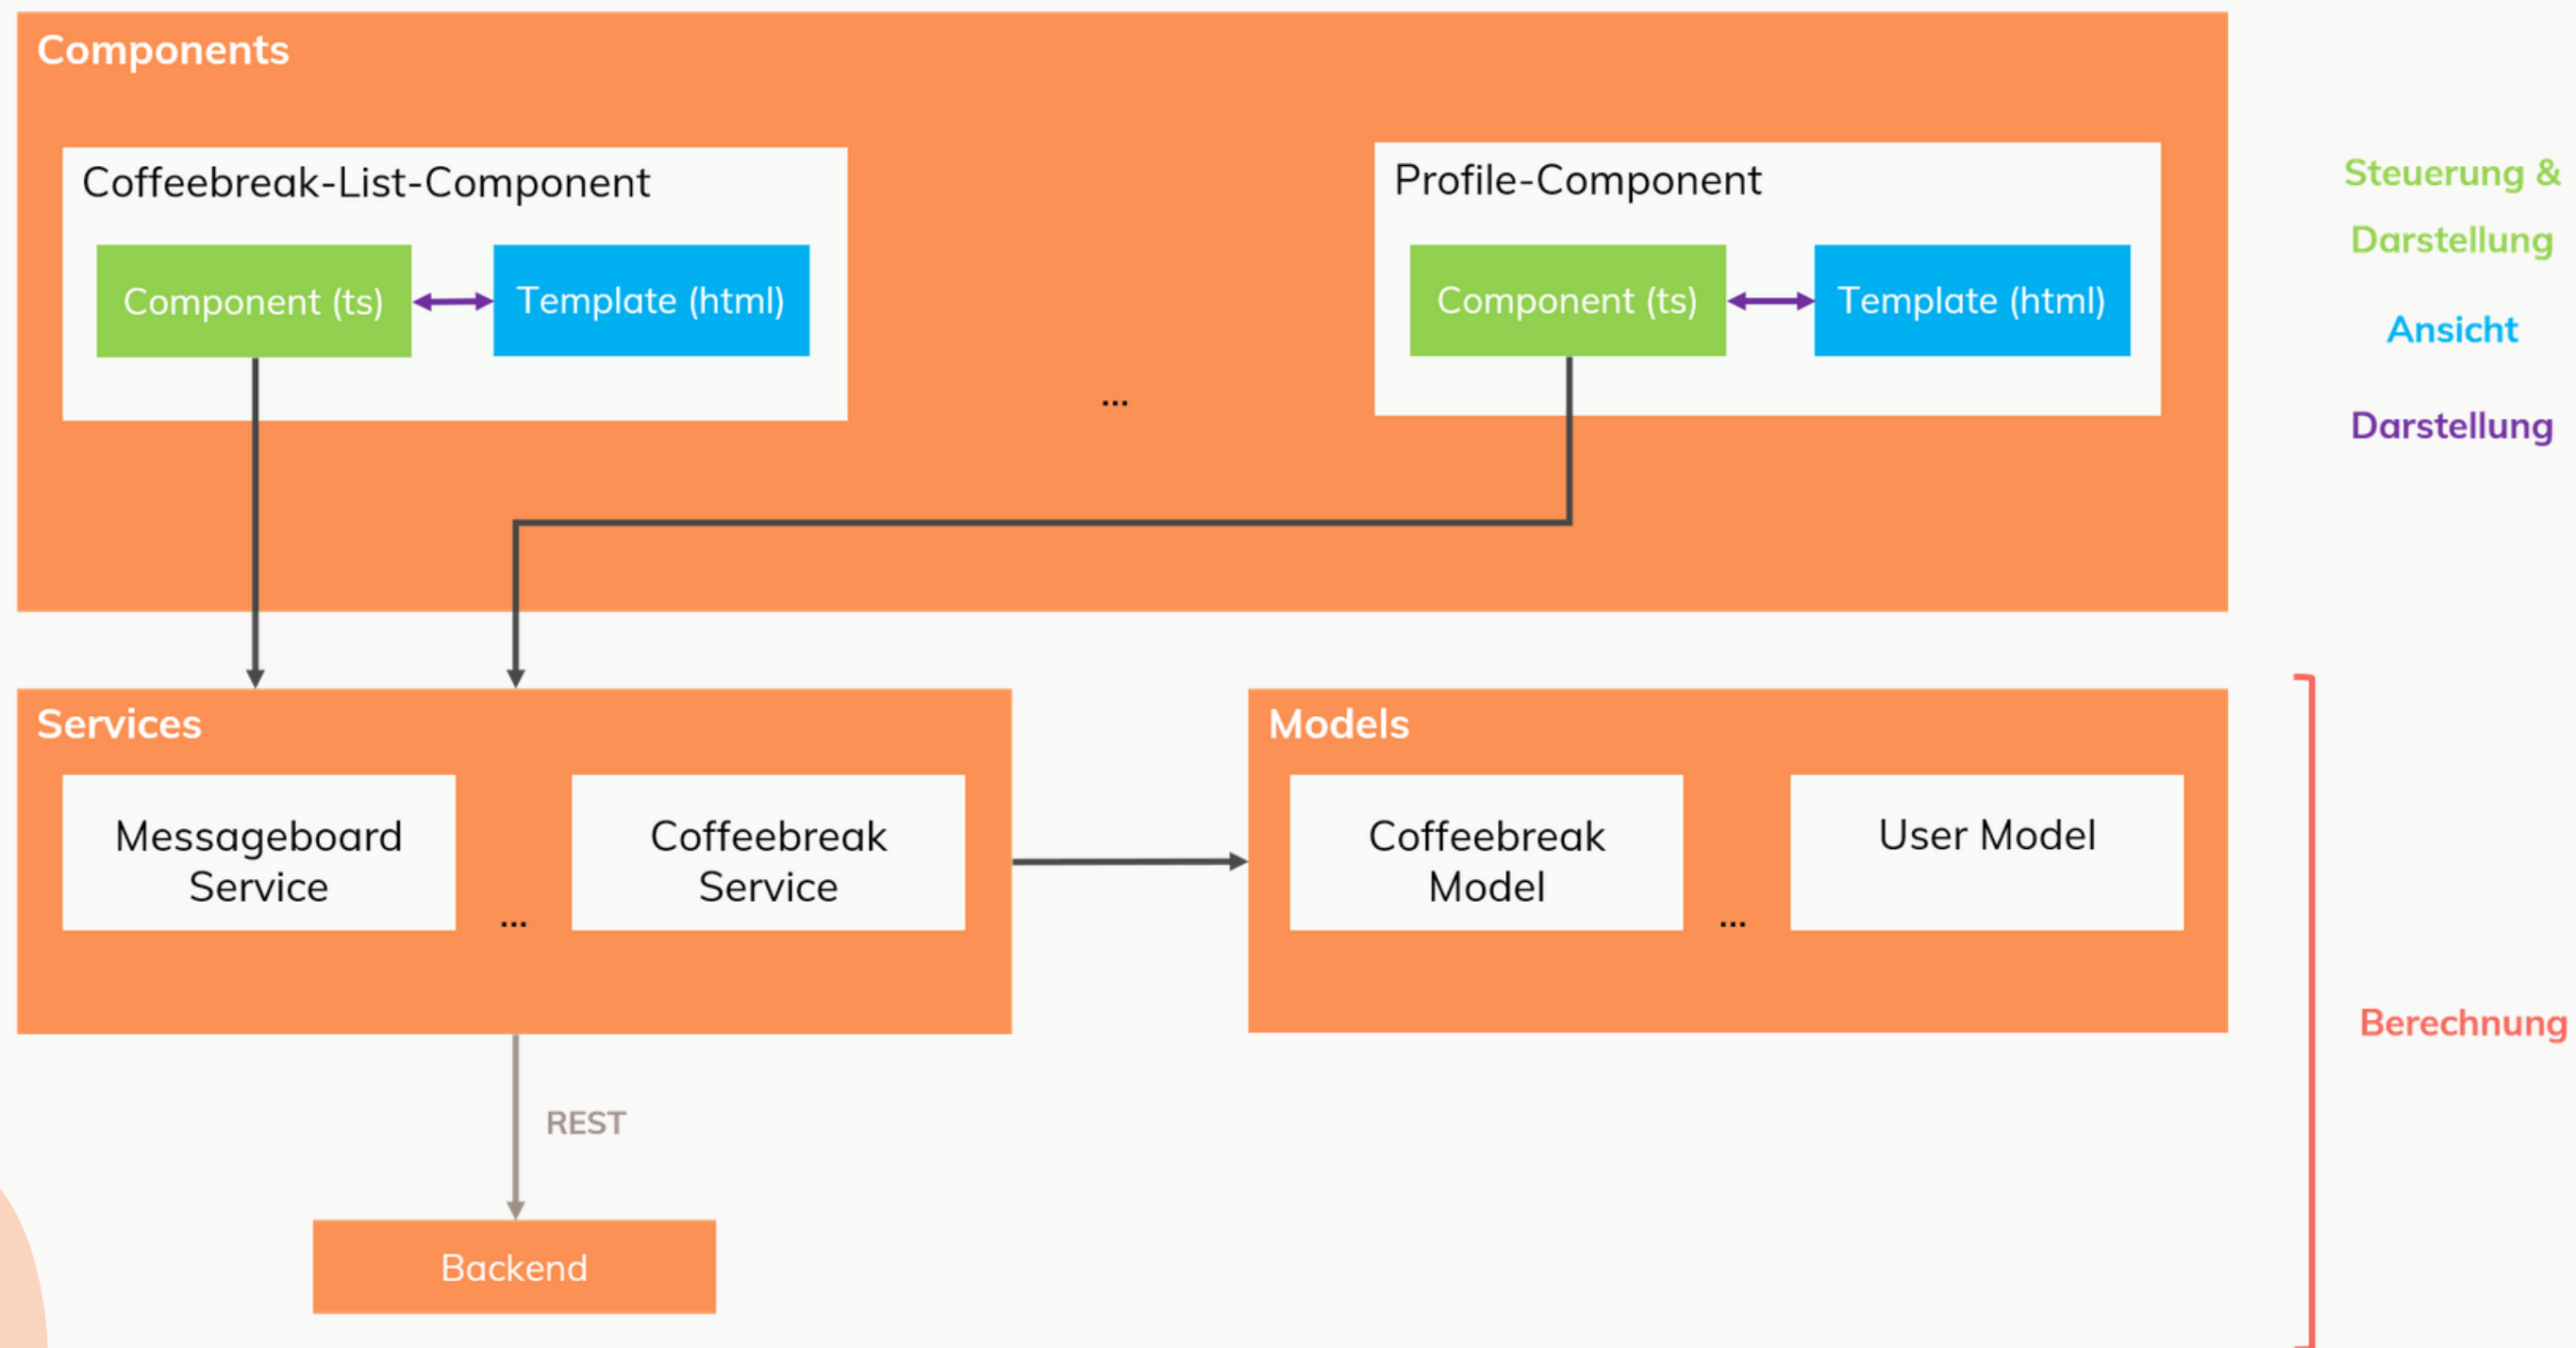 Components
Coffeebreak-List-Component
Component (ts)
Template (html)
...
Profile-Component
Component (ts)
Template (html)
Steuerung &
Darstellung
Ansicht
Darstellung
Services
Messageboard
Service
...
Coffeebreak
Service
Models
Coffeebreak
Model
...
User Model
Berechnung
REST
Backend